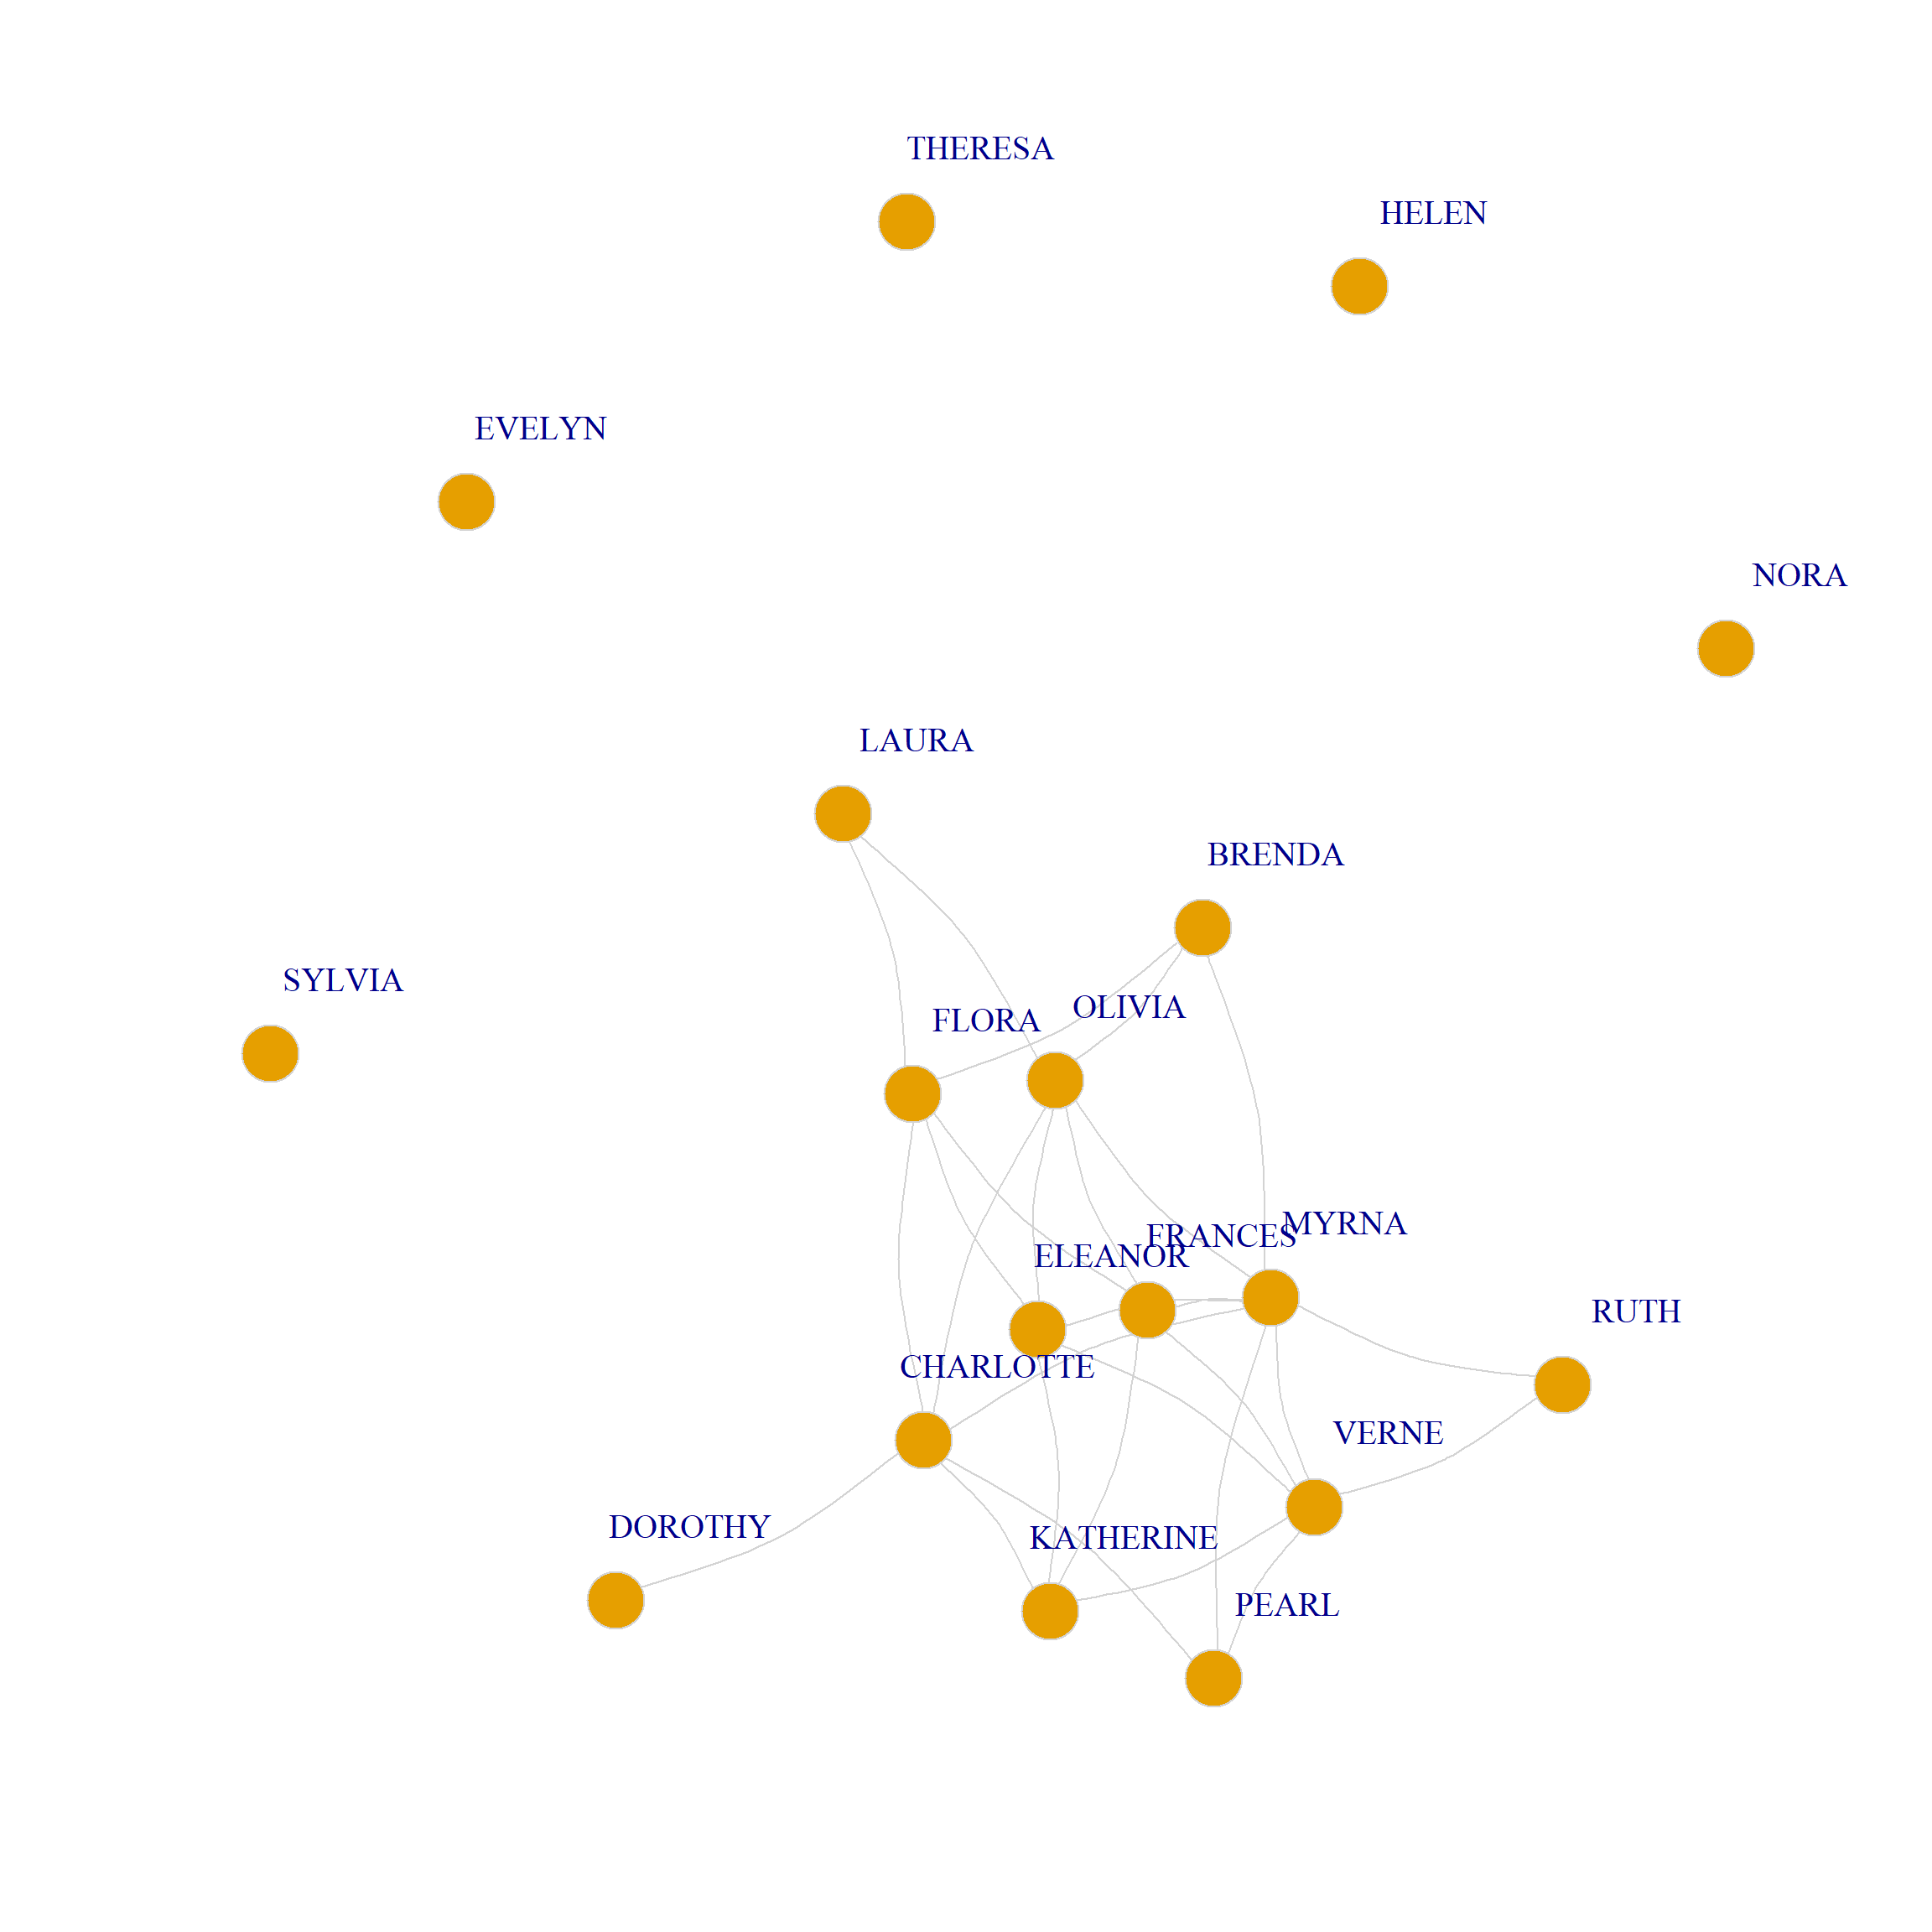 THERESA
HELEN
EVELYN
NORA
LAURA
BRENDA
SYLVIA
OLIVIA
FLORA
MYRNA
FRANCES
ELEANOR
RUTH
CHARLOTTE
VERNE
DOROTHY
KATHERINE
PEARL